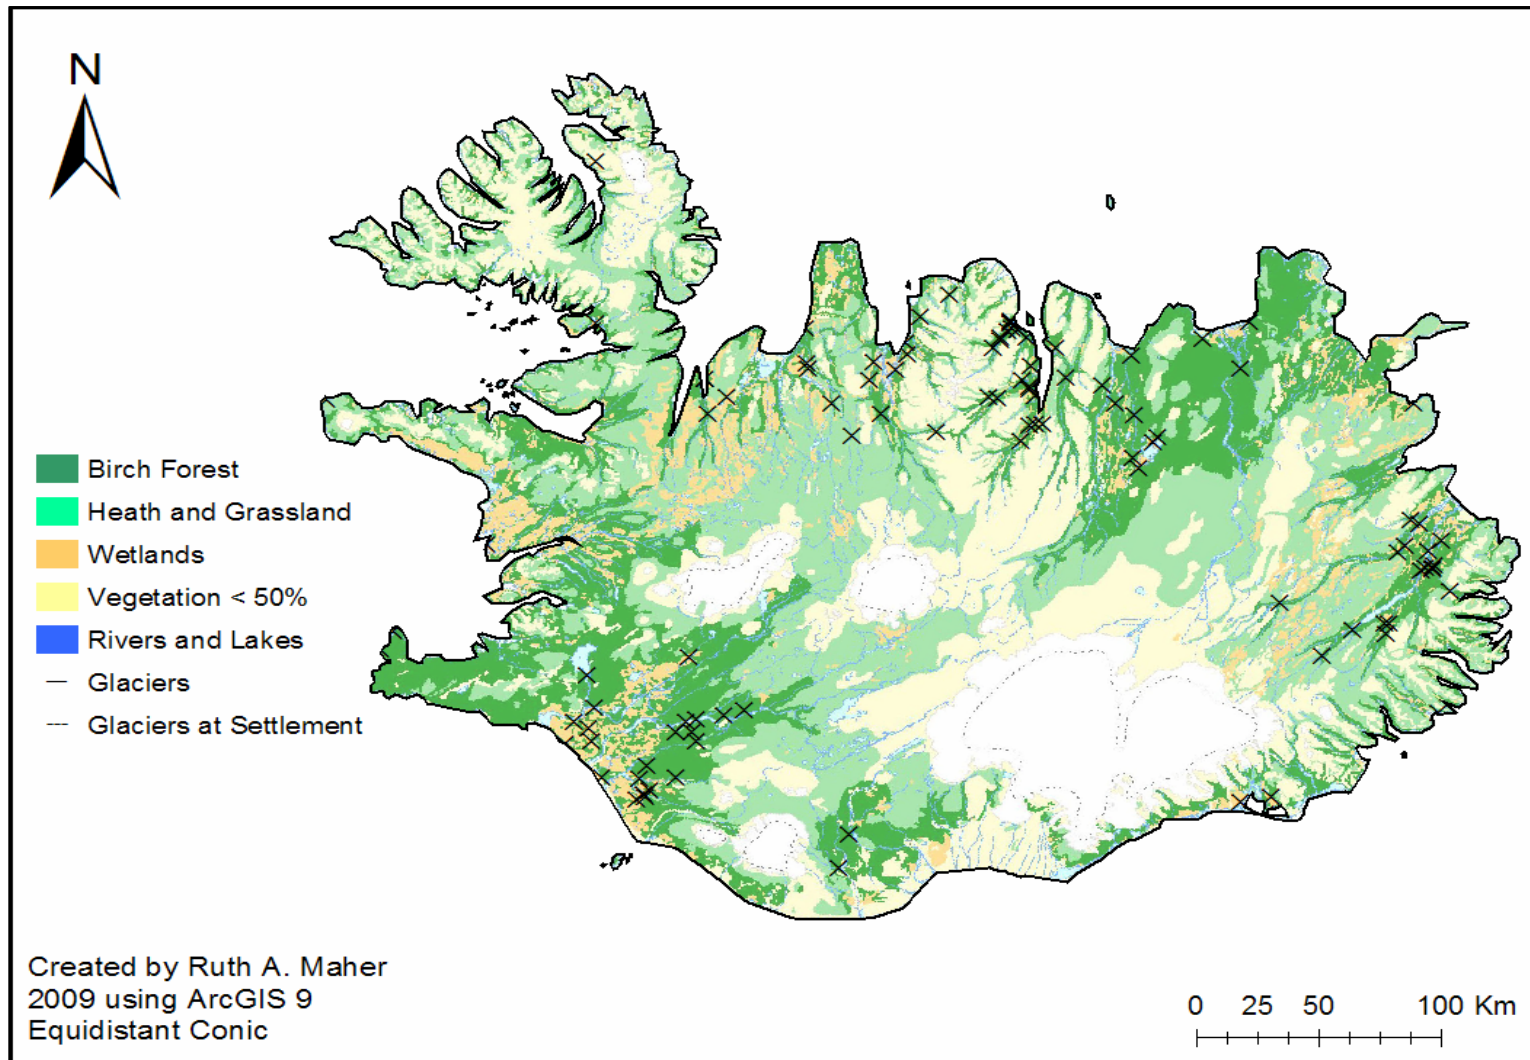 N
Birch Forest
Heath and Grassland
Wetlands
Vegetation < 50%
Rivers and Lakes
Glaciers
Glaciers at Settlement
Created by Ruth A. Maher
2009 using ArcGIS 9
Equidistant Conic
0 25 50 100 Km